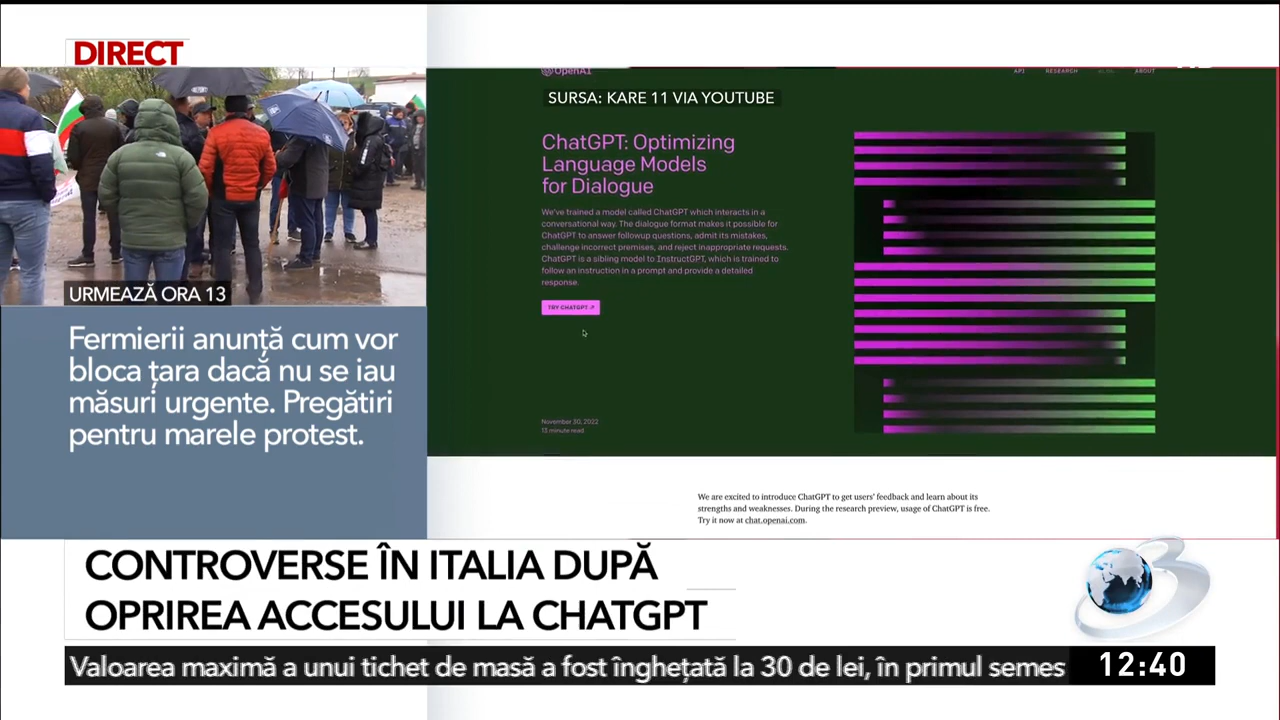 DIRECT
URMEAZĂ ORA 13
Fermierii anunță cum vor
bloca țara dacă nu se iau
măsuri urgente. Pregătiri
pentru marele protest.
OpenAI
API RESEARCH ABOUT
SURSA: KARE 11 VIA YOUTUBE
ChatGPT: Optimizing
Language Models
for Dialogue
We've trained a model called ChatGPT which interacts in a
conversational way. The dialogue format makes it possible for
ChatGPT to answer followup questions, admit its mistakes,
challenge incorrect premises, and reject inappropriate requests.
ChatGPT is a sibling model to InstructGPT, which is trained to
follow an instruction in a prompt and provide a detailed
response.
TRY CHATGPT ↗
November 30, 2022
13 minute read
We are excited to introduce ChatGPT to get users' feedback and learn about its
strengths and weaknesses. During the research preview, usage of ChatGPT is free.
Try it now at chat.openai.com.
CONTROVERSE ÎN ITALIA DUPĂ
OPRIREA ACCESULUI LA CHATGPT
3
Valoarea maximă a unui tichet de masă a fost înghețată la 30 de lei, în primul semes
12:40